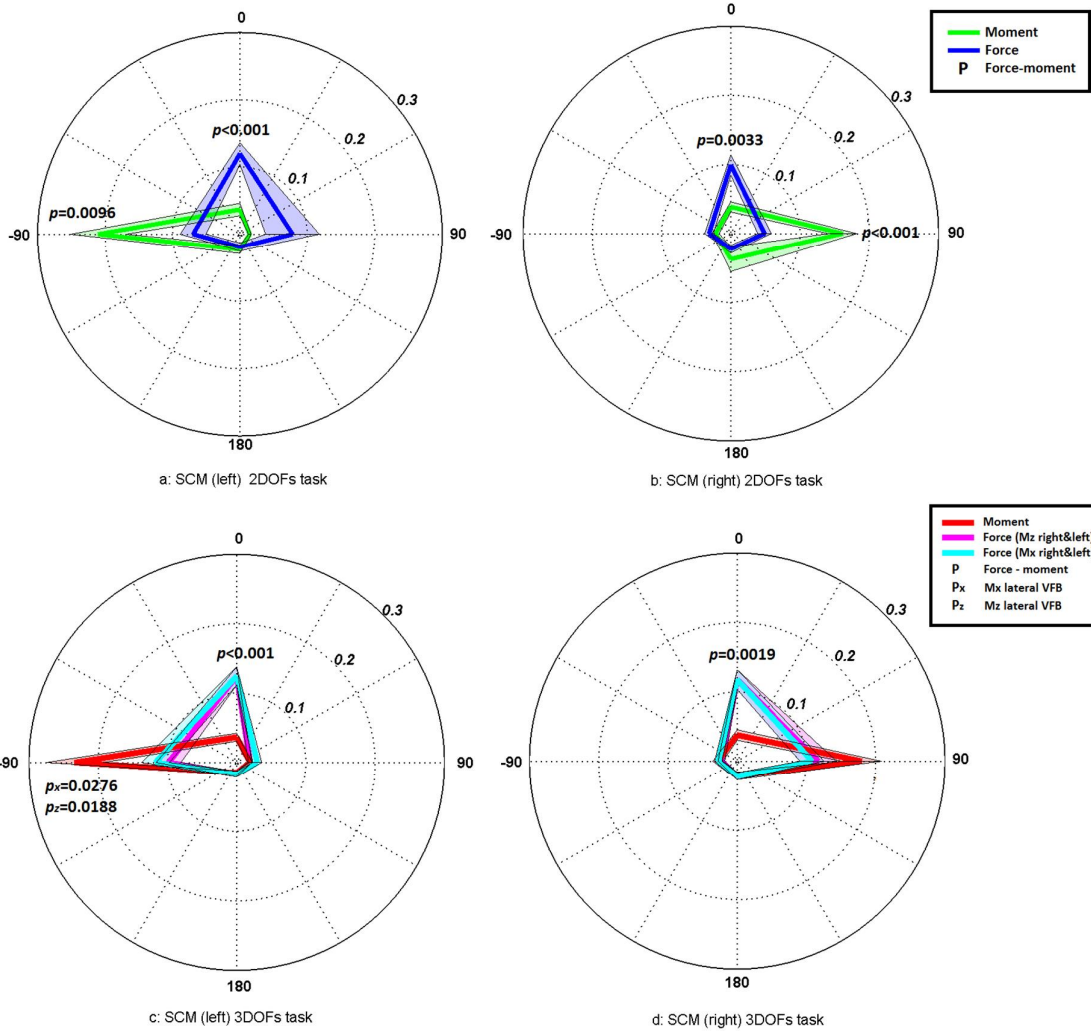 0
0.3
p<0.001
0.2
0.1
p=0.0096
-90
90
180
a: SCM (left) 2DOFs task
0
0.3
p=0.0033
0.2
0.1
-90
p<0.001
90
180
b: SCM (right) 2DOFs task
Moment
Force
P Force-moment
0
0.3
p<0.001
0.2
0.1
-90
90
px=0.0276
pz=0.0188
180
c: SCM (left) 3DOFs task
0
0.3
p=0.0019
0.2
0.1
-90
90
180
d: SCM (right) 3DOFs task
Moment
Force (Mz right&left)
Force (Mx right&left
P Force - moment
Px Mx lateral VFB
Pz Mz lateral VFB